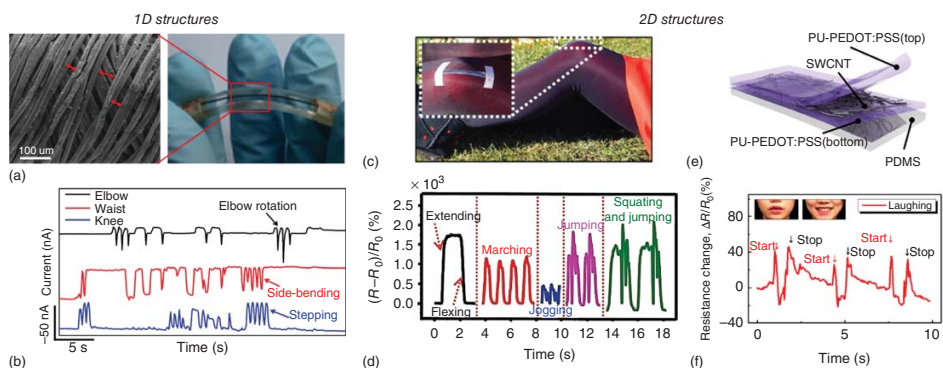 1D structures
2D structures
100 um
(a)
(c)
PU-PEDOT:PSS(top)
SWCNT
PU-PEDOT:PSS(bottom)
PDMS
(e)
Elbow
Waist
Knee
Elbow rotation
Side-bending
Stepping
Current (nA)
−50 nA
5 s
Time (s)
(b)
× 10³
(R−R₀)/R₀ (%)
2.5
2.0
1.5
1.0
0.5
0.0
Extending
Flexing
Marching
Jogging
Jumping
Squating
and jumping
0 2 4 6 8 10 12 14 16 18
Time (s)
(d)
Resistance change, ΔR/R₀(%)
80
40
0
−40
Laughing
Start
Stop
Start
Stop
Start
Stop
0 5 10
Time (s)
(f)